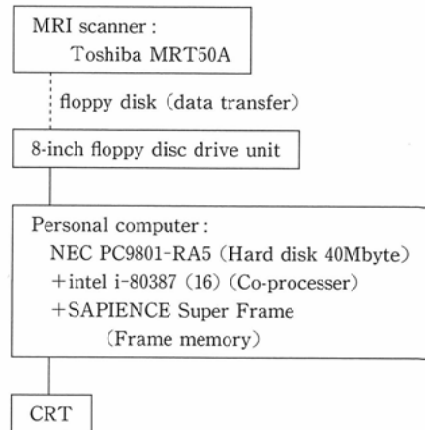 MRI scanner :
Toshiba MRT50A
floppy disk (data transfer)
8-inch floppy disc drive unit
Personal computer :
NEC PC9801-RA5 (Hard disk 40Mbyte)
+intel i-80387 (16) (Co-processer)
+SAPIENCE Super Frame
(Frame memory)
CRT